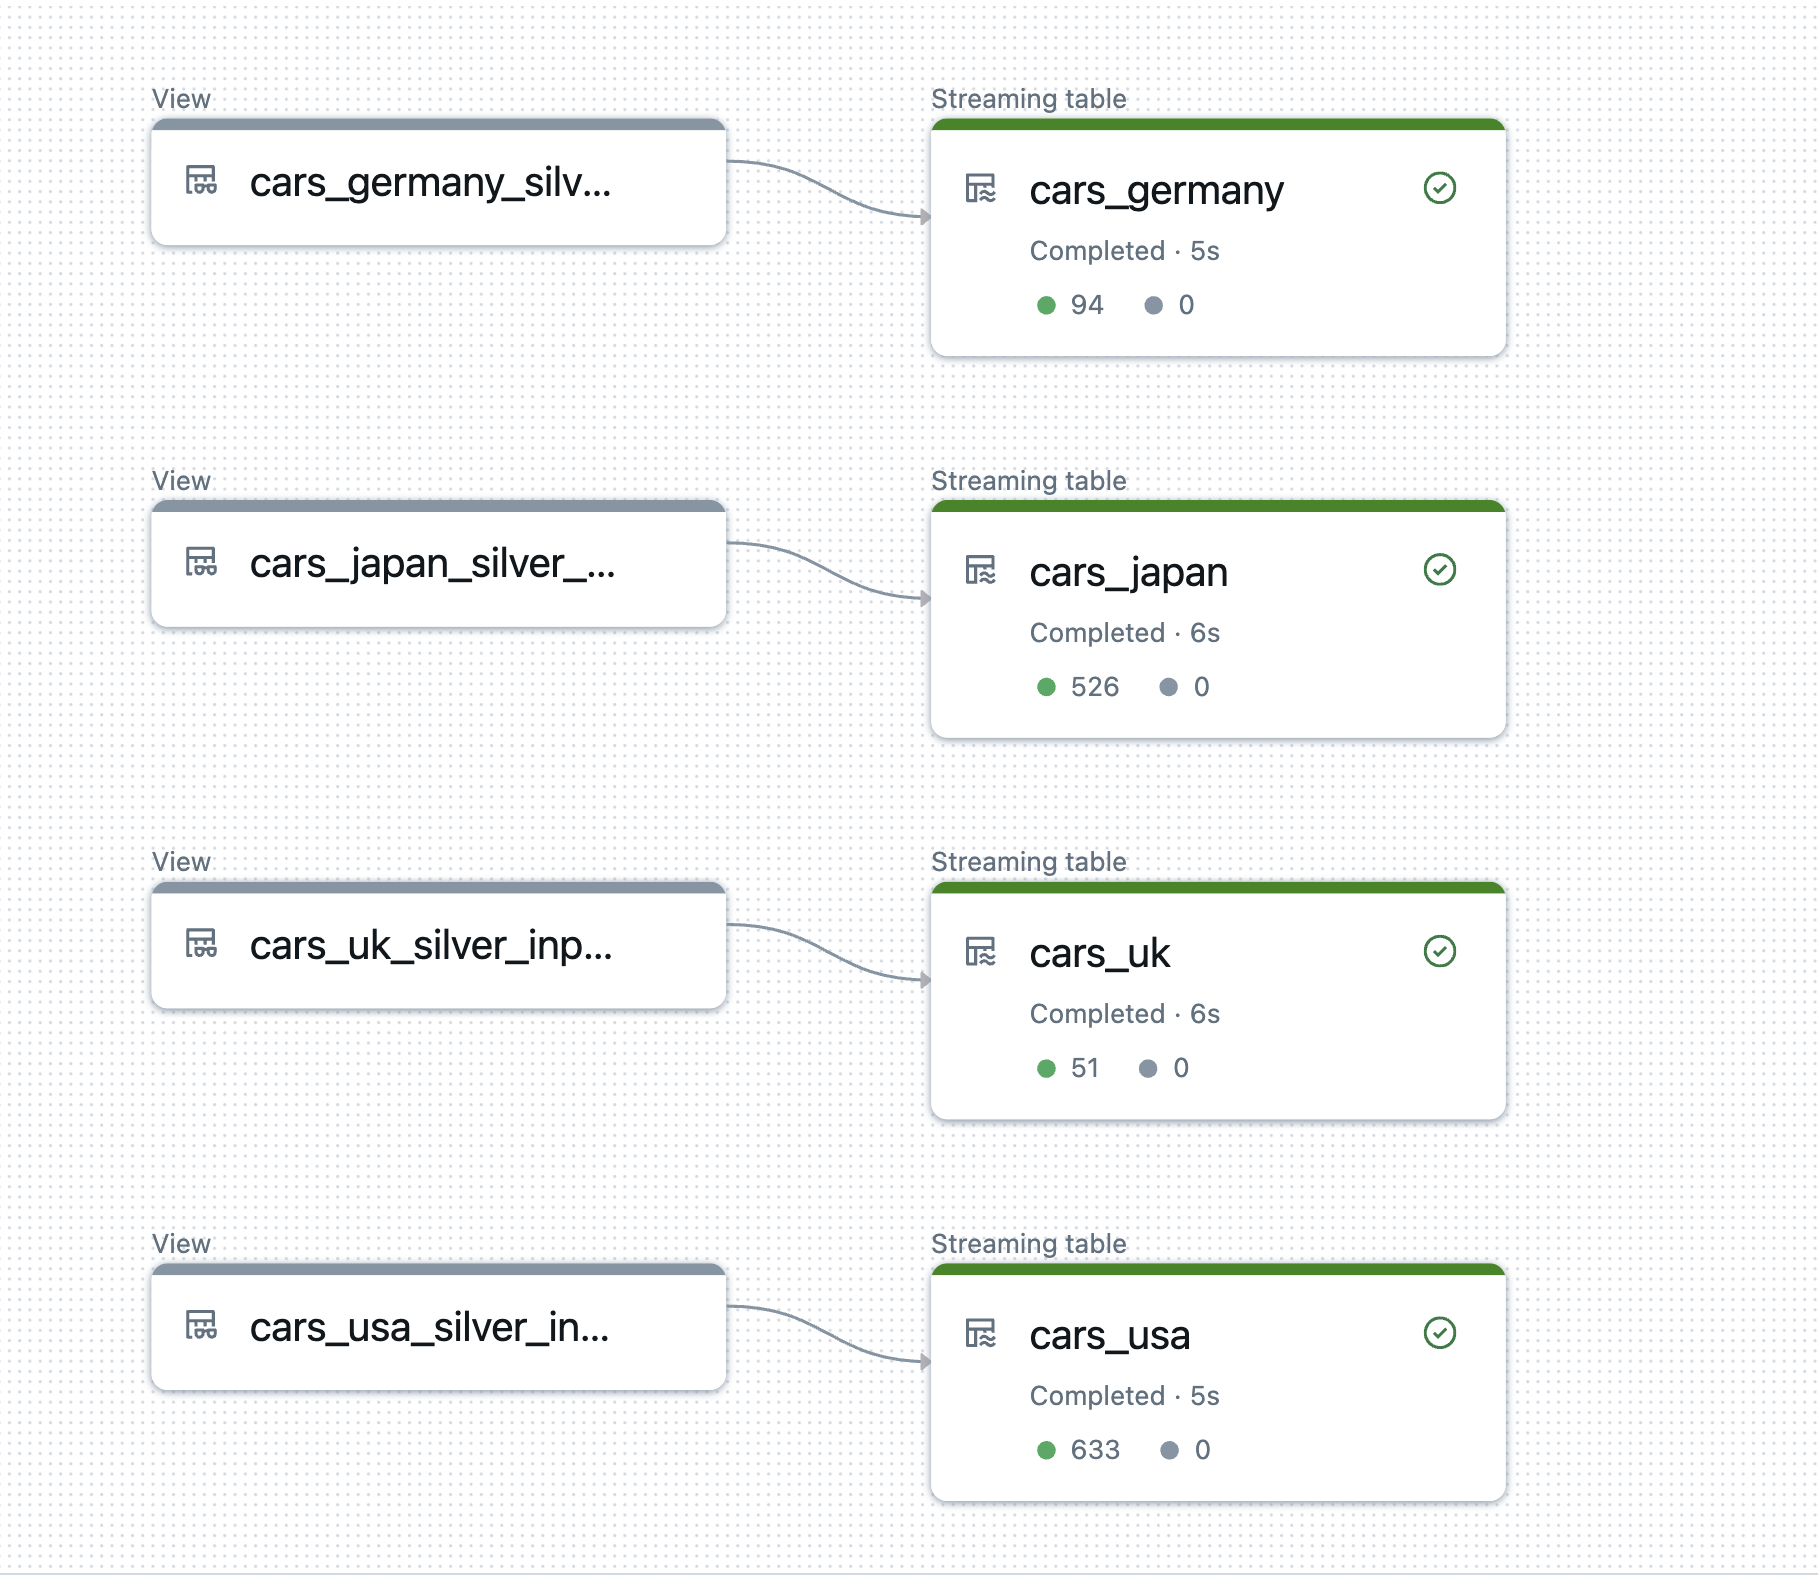 View
cars_germany_silv...
Streaming table
cars_germany
Completed · 5s
94 0
View
cars_japan_silver_...
Streaming table
cars_japan
Completed · 6s
526 0
View
cars_uk_silver_inp...
Streaming table
cars_uk
Completed · 6s
51 0
View
cars_usa_silver_in...
Streaming table
cars_usa
Completed · 5s
633 0